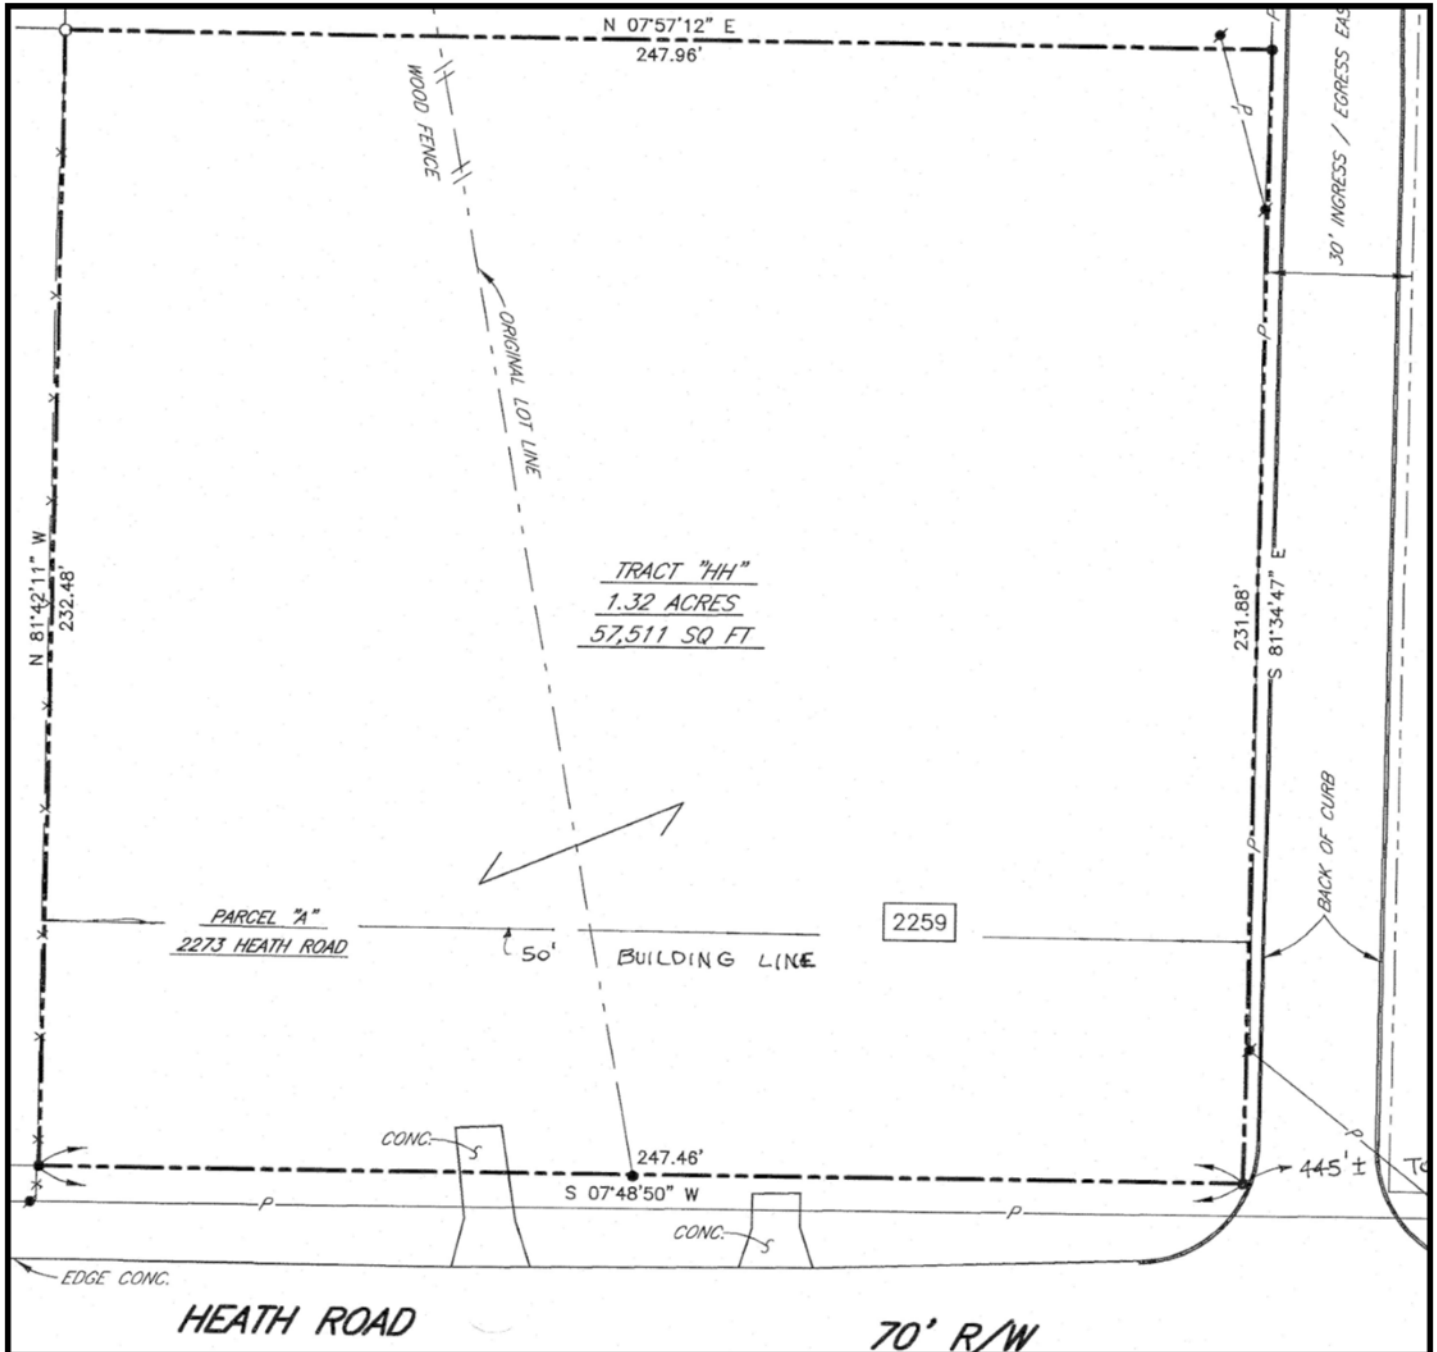 N 07°57'12" E
247.96'
WOOD FENCE
P
P
30' INGRESS / EGRESS EAS
ORIGINAL LOT LINE
P
N 81°42'11" W
232.48'
TRACT "HH"
1.32 ACRES
57,511 SQ FT
231.88'
S 81°34'47" E
BACK OF CURB
P
PARCEL "A"
2273 HEATH ROAD
50'
BUILDING LINE
2259
CONC.
247.46'
S 07°48'50" W
P
445'±
To
P
P
CONC.
EDGE CONC.
HEATH ROAD
70' R/W